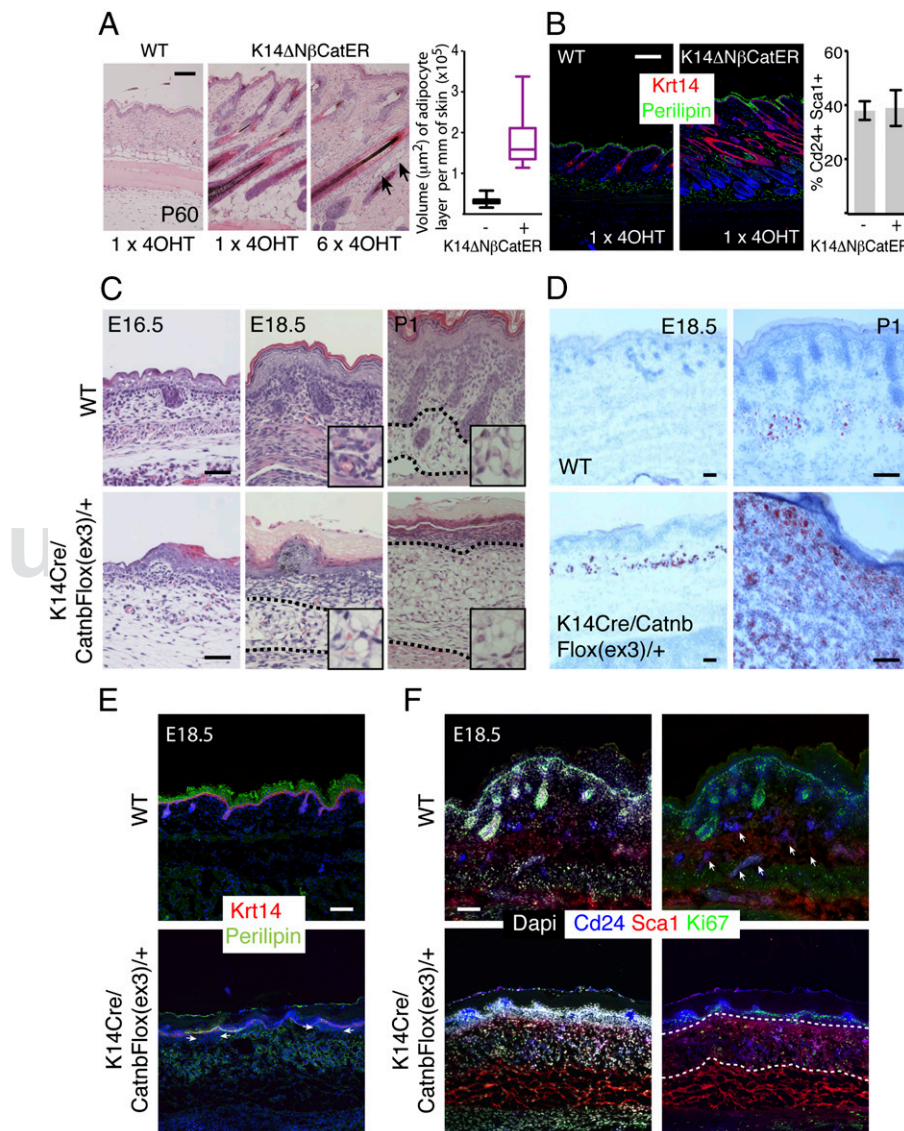 A
WT
K14ΔNβCatER
P60
1 x 4OHT
1 x 4OHT
6 x 4OHT
Volume (μm²) of adipocyte
layer per mm of skin (x10⁵)
4
3
2
1
0
- +
K14ΔNβCatER
B
WT
K14ΔNβCatER
Krt14
Perilipin
1 x 4OHT
1 x 4OHT
% Cd24+ Sca1+
60
40
20
0
- +
K14ΔNβCatER
C
E16.5
E18.5
P1
WT
K14Cre/
CatnbFlox(ex3)/+
D
E18.5
P1
WT
K14Cre/Catnb
Flox(ex3)/+
u
E
E18.5
WT
Krt14
Perilipin
K14Cre/
CatnbFlox(ex3)/+
F
E18.5
WT
Dapi Cd24 Sca1 Ki67
K14Cre/
CatnbFlox(ex3)/+